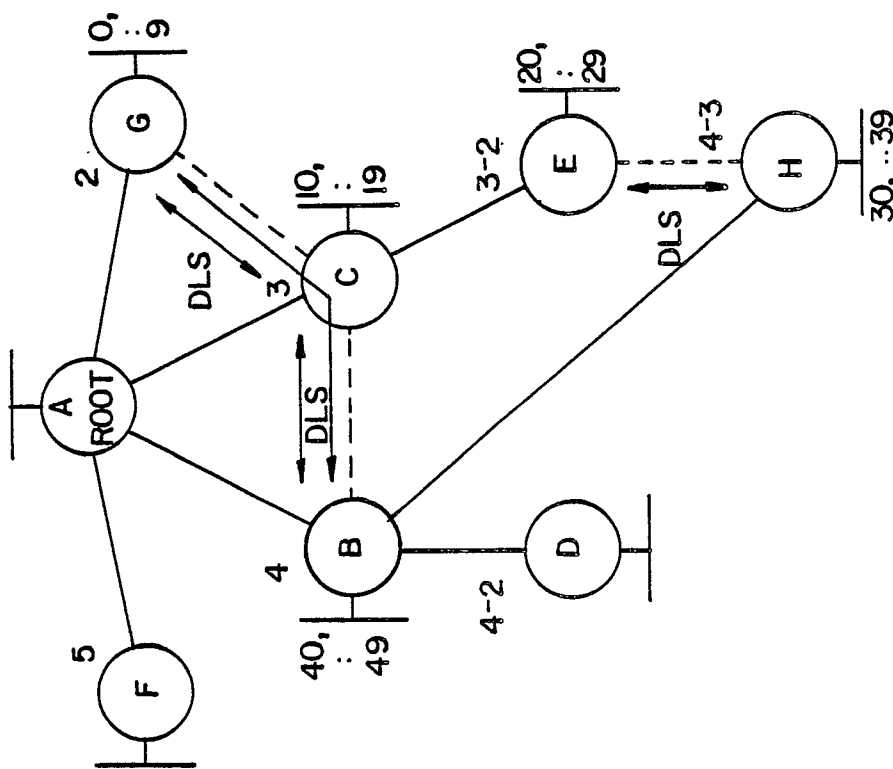 0,
..
9
G
2
DLS
A
ROOT
3
C
10,
..
19
3-2
E
20,
..
29
DLS
4
B
40,
..
49
5
F
4-2
D
DLS
4-3
H
30, ..39